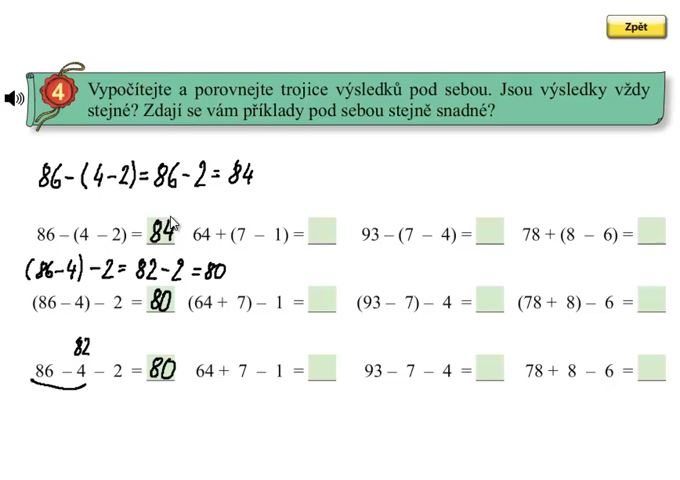 Zpět
4 Vypočítejte a porovnejte trojice výsledků pod sebou. Jsou výsledky vždy
stejné? Zdají se vám příklady pod sebou stejně snadné?
86-(4-2)=86-2=84
86 – (4 – 2) = 84 64 + (7 – 1) = 93 – (7 – 4) = 78 + (8 – 6) =
(86-4)-2=82-2=80
(86 – 4) – 2 = 80 (64 + 7) – 1 = (93 – 7) – 4 = (78 + 8) – 6 =
82
86 – 4 – 2 = 80 64 + 7 – 1 = 93 – 7 – 4 = 78 + 8 – 6 =